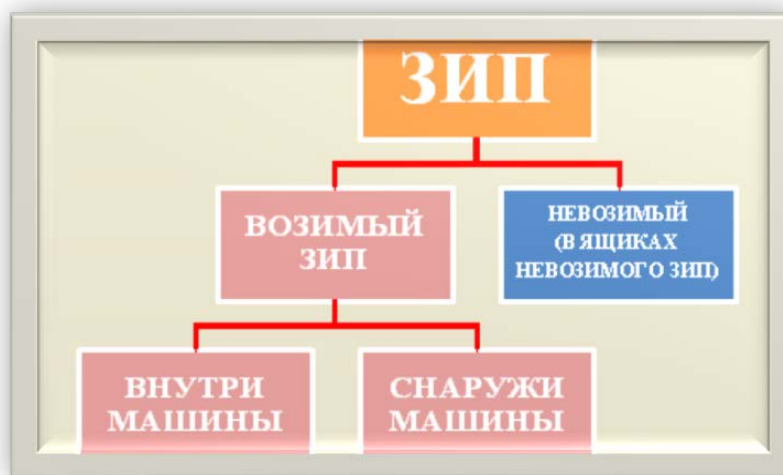 ЗИП
ВОЗИМЫЙ
ЗИП
НЕВОЗИМЫЙ
(В ЯЩИКАХ
НЕВОЗИМОГО ЗИП)
ВНУТРИ
МАШИНЫ
СНАРУЖИ
МАШИНЫ